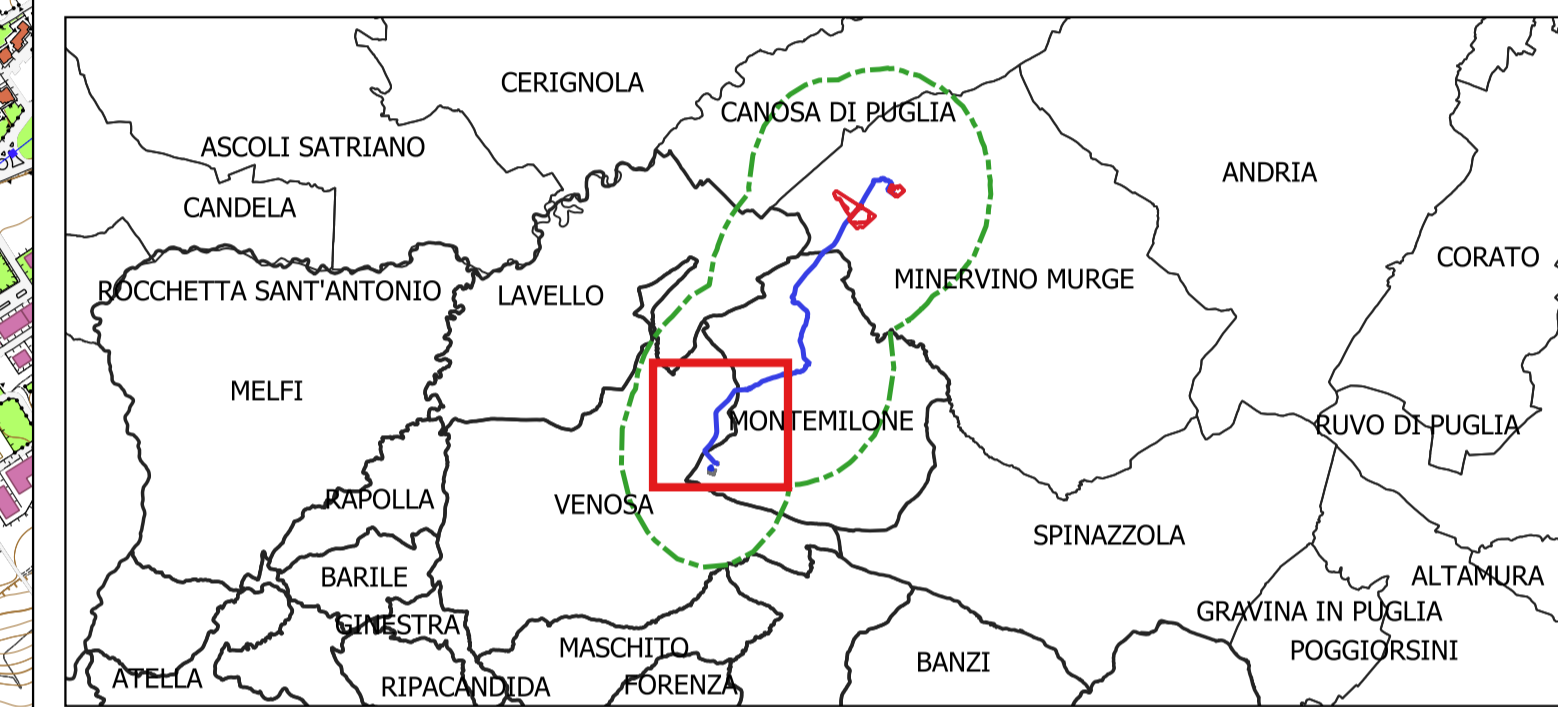 CERIGNOLA
CANOSA DI PUGLIA
ASCOLI SATRIANO
ANDRIA
CANDELA
CORATO
MINERVINO MURGE
ROCCHETTA SANT'ANTONIO
LAVELLO
MELFI
MONTEMILONE
RUVO DI PUGLIA
RAPOLLA
VENOSA
SPINAZZOLA
BARILE
ALTAMURA
GRAVINA IN PUGLIA
GINESTRA
MASCHITO
POGGIORSINI
BANZI
ATELLA
RIPACANDIDA
FORENZA